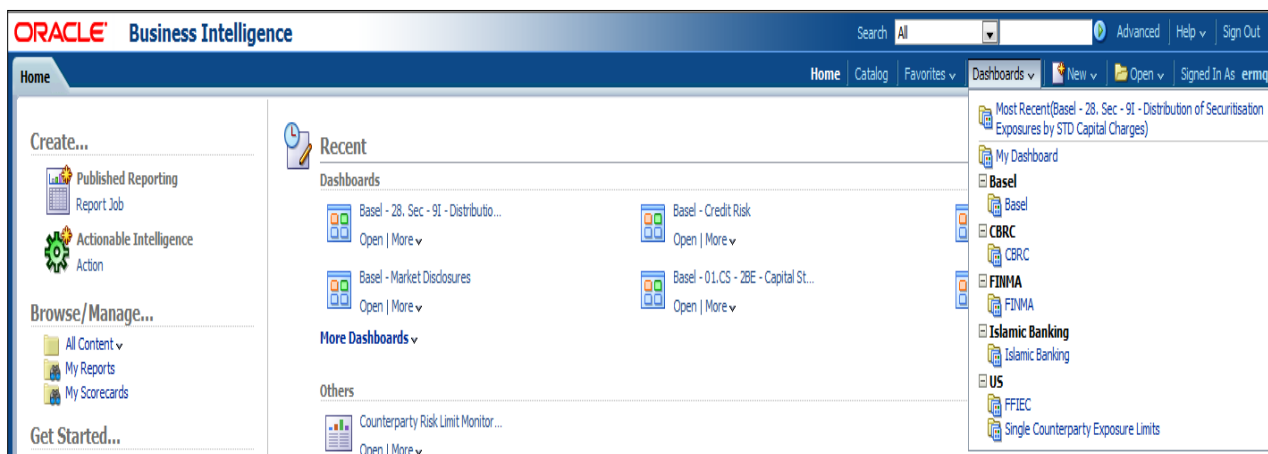 ORACLE Business Intelligence
Search All Advanced Help Sign Out
Home
Home Catalog Favorites Dashboards New Open Signed In As ermq
Create...
Published Reporting
Report Job
Actionable Intelligence
Action
Browse/Manage...
All Content
My Reports
My Scorecards
Get Started...
Recent
Dashboards
Basel - 28. Sec - 9I - Distributio...
Open | More
Basel - Credit Risk
Open | More
Basel - Market Disclosures
Open | More
Basel - 01.CS - 2BE - Capital St...
Open | More
More Dashboards
Others
Counterparty Risk Limit Monitor...
Open | More
Most Recent(Basel - 28. Sec - 9I - Distribution of Securitisation
Exposures by STD Capital Charges)
My Dashboard
Basel
Basel
CBRC
CBRC
FINMA
FINMA
Islamic Banking
Islamic Banking
US
FFIEC
Single Counterparty Exposure Limits